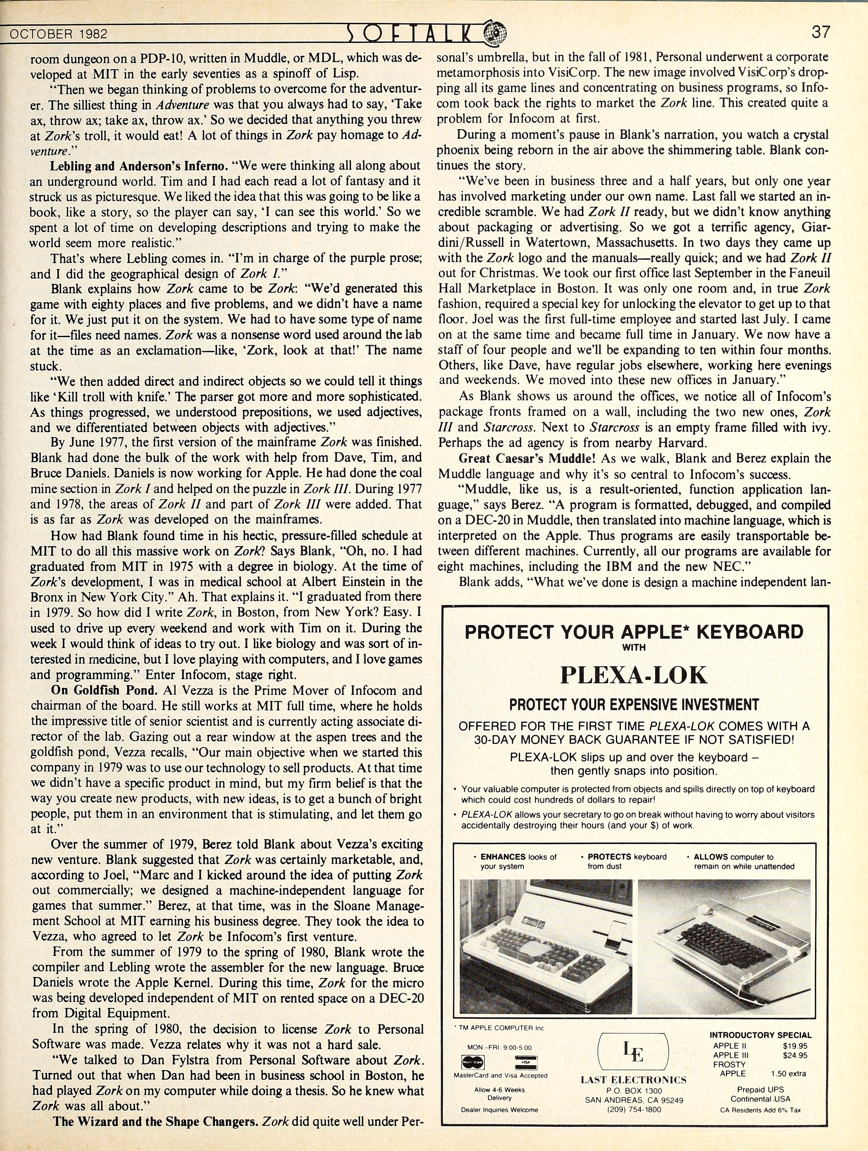 OCTOBER 1982
SOFTALK
37
room dungeon on a PDP-10, written in Muddle, or MDL, which was de-
veloped at MIT in the early seventies as a spinoff of Lisp.
"Then we began thinking of problems to overcome for the adventur-
er. The silliest thing in Adventure was that you always had to say, 'Take
ax, throw ax; take ax, throw ax.' So we decided that anything you threw
at Zork's troll, it would eat! A lot of things in Zork pay homage to Ad-
venture."
Lebling and Anderson's Inferno. "We were thinking all along about
an underground world. Tim and I had each read a lot of fantasy and it
struck us as picturesque. We liked the idea that this was going to be like a
book, like a story, so the player can say, 'I can see this world.' So we
spent a lot of time on developing descriptions and trying to make the
world seem more realistic."
That's where Lebling comes in. "I'm in charge of the purple prose;
and I did the geographical design of Zork I."
Blank explains how Zork came to be Zork: "We'd generated this
game with eighty places and five problems, and we didn't have a name
for it. We just put it on the system. We had to have some type of name
for it—files need names. Zork was a nonsense word used around the lab
at the time as an exclamation—like, 'Zork, look at that!' The name
stuck.
"We then added direct and indirect objects so we could tell it things
like 'Kill troll with knife.' The parser got more and more sophisticated.
As things progressed, we understood prepositions, we used adjectives,
and we differentiated between objects with adjectives."
By June 1977, the first version of the mainframe Zork was finished.
Blank had done the bulk of the work with help from Dave, Tim, and
Bruce Daniels. Daniels is now working for Apple. He had done the coal
mine section in Zork I and helped on the puzzle in Zork III. During 1977
and 1978, the areas of Zork II and part of Zork III were added. That
is as far as Zork was developed on the mainframes.
How had Blank found time in his hectic, pressure-filled schedule at
MIT to do all this massive work on Zork? Says Blank, "Oh, no. I had
graduated from MIT in 1975 with a degree in biology. At the time of
Zork's development, I was in medical school at Albert Einstein in the
Bronx in New York City." Ah. That explains it. "I graduated from there
in 1979. So how did I write Zork, in Boston, from New York? Easy. I
used to drive up every weekend and work with Tim on it. During the
week I would think of ideas to try out. I like biology and was sort of in-
terested in medicine, but I love playing with computers, and I love games
and programming." Enter Infocom, stage right.
On Goldfish Pond. Al Vezza is the Prime Mover of Infocom and
chairman of the board. He still works at MIT full time, where he holds
the impressive title of senior scientist and is currently acting associate di-
rector of the lab. Gazing out a rear window at the aspen trees and the
goldfish pond, Vezza recalls, "Our main objective when we started this
company in 1979 was to use our technology to sell products. At that time
we didn't have a specific product in mind, but my firm belief is that the
way you create new products, with new ideas, is to get a bunch of bright
people, put them in an environment that is stimulating, and let them go
at it."
Over the summer of 1979, Berez told Blank about Vezza's exciting
new venture. Blank suggested that Zork was certainly marketable, and,
according to Joel, "Marc and I kicked around the idea of putting Zork
out commercially; we designed a machine-independent language for
games that summer." Berez, at that time, was in the Sloane Manage-
ment School at MIT earning his business degree. They took the idea to
Vezza, who agreed to let Zork be Infocom's first venture.
From the summer of 1979 to the spring of 1980, Blank wrote the
compiler and Lebling wrote the assembler for the new language. Bruce
Daniels wrote the Apple Kernel. During this time, Zork for the micro
was being developed independent of MIT on rented space on a DEC-20
from Digital Equipment.
In the spring of 1980, the decision to license Zork to Personal
Software was made. Vezza relates why it was not a hard sale.
"We talked to Dan Fylstra from Personal Software about Zork.
Turned out that when Dan had been in business school in Boston, he
had played Zork on my computer while doing a thesis. So he knew what
Zork was all about."
The Wizard and the Shape Changers. Zork did quite well under Per-
sonal's umbrella, but in the fall of 1981, Personal underwent a corporate
metamorphosis into VisiCorp. The new image involved VisiCorp's drop-
ping all its game lines and concentrating on business programs, so Info-
com took back the rights to market the Zork line. This created quite a
problem for Infocom at first.
During a moment's pause in Blank's narration, you watch a crystal
phoenix being reborn in the air above the shimmering table. Blank con-
tinues the story.
"We've been in business three and a half years, but only one year
has involved marketing under our own name. Last fall we started an in-
credible scramble. We had Zork II ready, but we didn't know anything
about packaging or advertising. So we got a terrific agency, Giar-
dini/Russell in Watertown, Massachusetts. In two days they came up
with the Zork logo and the manuals—really quick; and we had Zork II
out for Christmas. We took our first office last September in the Faneuil
Hall Marketplace in Boston. It was only one room and, in true Zork
fashion, required a special key for unlocking the elevator to get up to that
floor. Joel was the first full-time employee and started last July. I came
on at the same time and became full time in January. We now have a
staff of four people and we'll be expanding to ten within four months.
Others, like Dave, have regular jobs elsewhere, working here evenings
and weekends. We moved into these new offices in January."
As Blank shows us around the offices, we notice all of Infocom's
package fronts framed on a wall, including the two new ones, Zork
III and Starcross. Next to Starcross is an empty frame filled with ivy.
Perhaps the ad agency is from nearby Harvard.
Great Caesar's Muddle! As we walk, Blank and Berez explain the
Muddle language and why it's so central to Infocom's success.
"Muddle, like us, is a result-oriented, function application lan-
guage," says Berez. "A program is formatted, debugged, and compiled
on a DEC-20 in Muddle, then translated into machine language, which is
interpreted on the Apple. Thus programs are easily transportable be-
tween different machines. Currently, all our programs are available for
eight machines, including the IBM and the new NEC."
Blank adds, "What we've done is design a machine independent lan-
PROTECT YOUR APPLE* KEYBOARD
WITH
PLEXA-LOK
PROTECT YOUR EXPENSIVE INVESTMENT
OFFERED FOR THE FIRST TIME PLEXA-LOK COMES WITH A
30-DAY MONEY BACK GUARANTEE IF NOT SATISFIED!
PLEXA-LOK slips up and over the keyboard –
then gently snaps into position.
• Your valuable computer is protected from objects and spills directly on top of keyboard
which could cost hundreds of dollars to repair!
• PLEXA-LOK allows your secretary to go on break without having to worry about visitors
accidentally destroying their hours (and your $) of work.
• ENHANCES looks of
your system
• PROTECTS keyboard
from dust
• ALLOWS computer to
remain on while unattended
* TM APPLE COMPUTER Inc.
MON.-FRI. 9:00-5:00
VISA
MasterCard and Visa Accepted
Allow 4-6 Weeks
Delivery
Dealer Inquiries Welcome
LE
LAST ELECTRONICS
P.O. BOX 1300
SAN ANDREAS, CA 95249
(209) 754-1800
INTRODUCTORY SPECIAL
APPLE II $19.95
APPLE III $24.95
FROSTY
APPLE 1.50 extra
Prepaid UPS
Continental USA
CA Residents Add 6% Tax